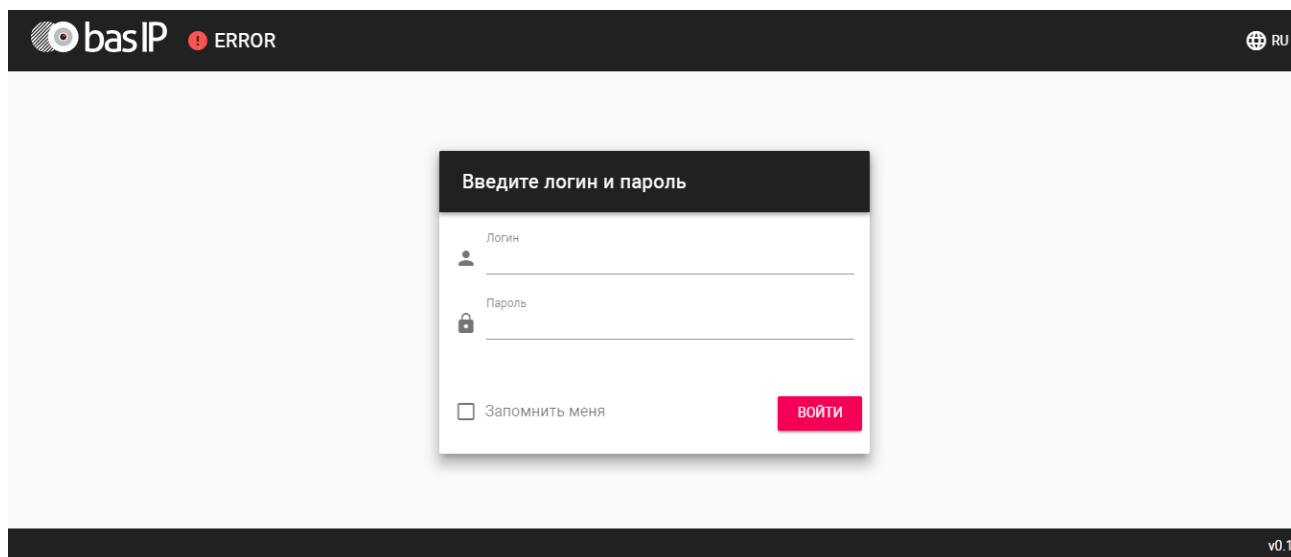 bas IP ERROR RU
Введите логин и пароль
Логин
Пароль
Запомнить меня ВОЙТИ
v0.1